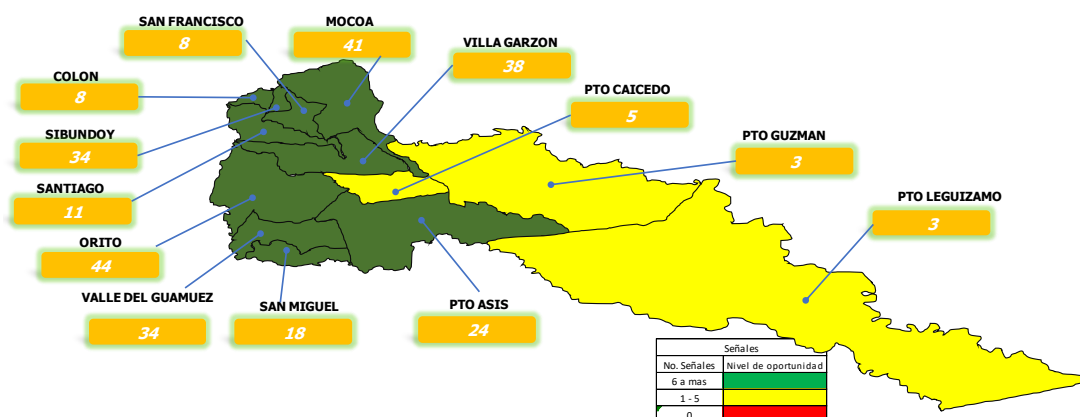 SAN FRANCISCO
8
MOCOA
41
VILLA GARZON
38
COLON
8
PTO CAICEDO
5
SIBUNDOY
34
PTO GUZMAN
3
SANTIAGO
11
PTO LEGUIZAMO
3
ORITO
44
VALLE DEL GUAMUEZ
34
SAN MIGUEL
18
PTO ASIS
24
Señales
No. Señales Nivel de oportunidad
6 a mas
1 - 5
0